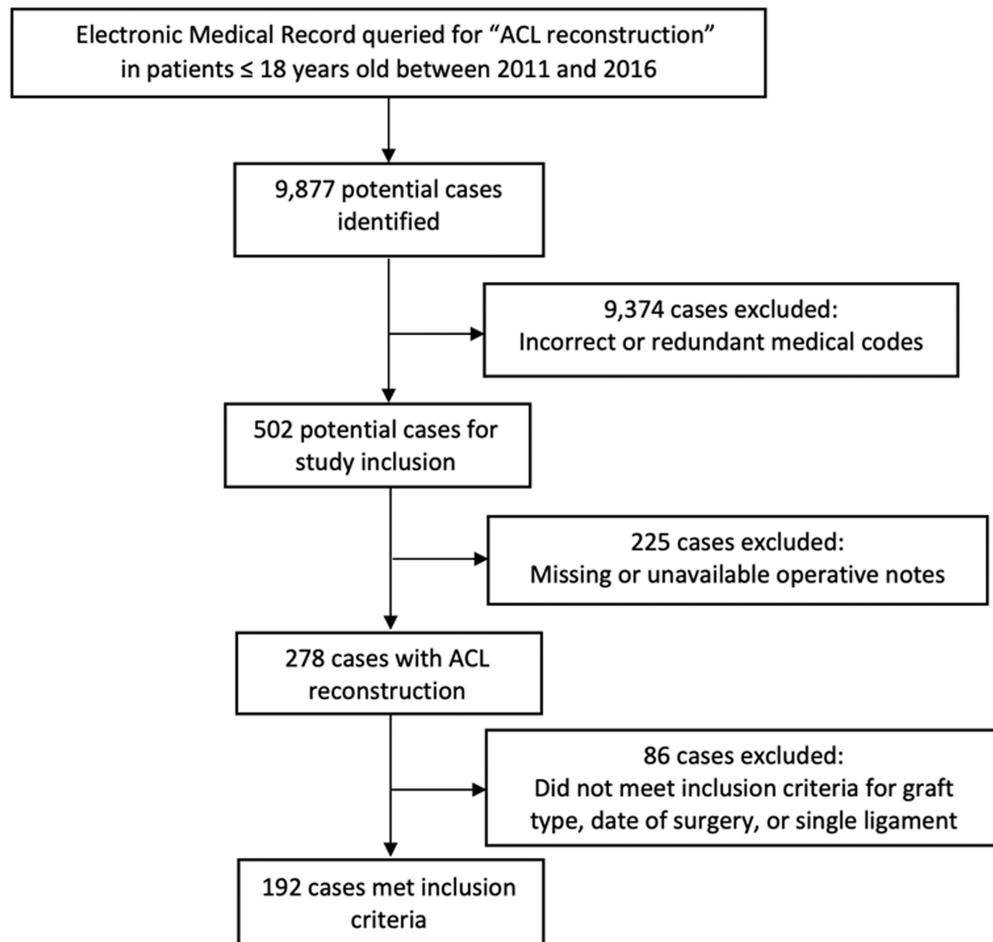 Electronic Medical Record queried for “ACL reconstruction”
in patients ≤ 18 years old between 2011 and 2016
9,877 potential cases
identified
9,374 cases excluded:
Incorrect or redundant medical codes
502 potential cases for
study inclusion
225 cases excluded:
Missing or unavailable operative notes
278 cases with ACL
reconstruction
86 cases excluded:
Did not meet inclusion criteria for graft
type, date of surgery, or single ligament
192 cases met inclusion
criteria